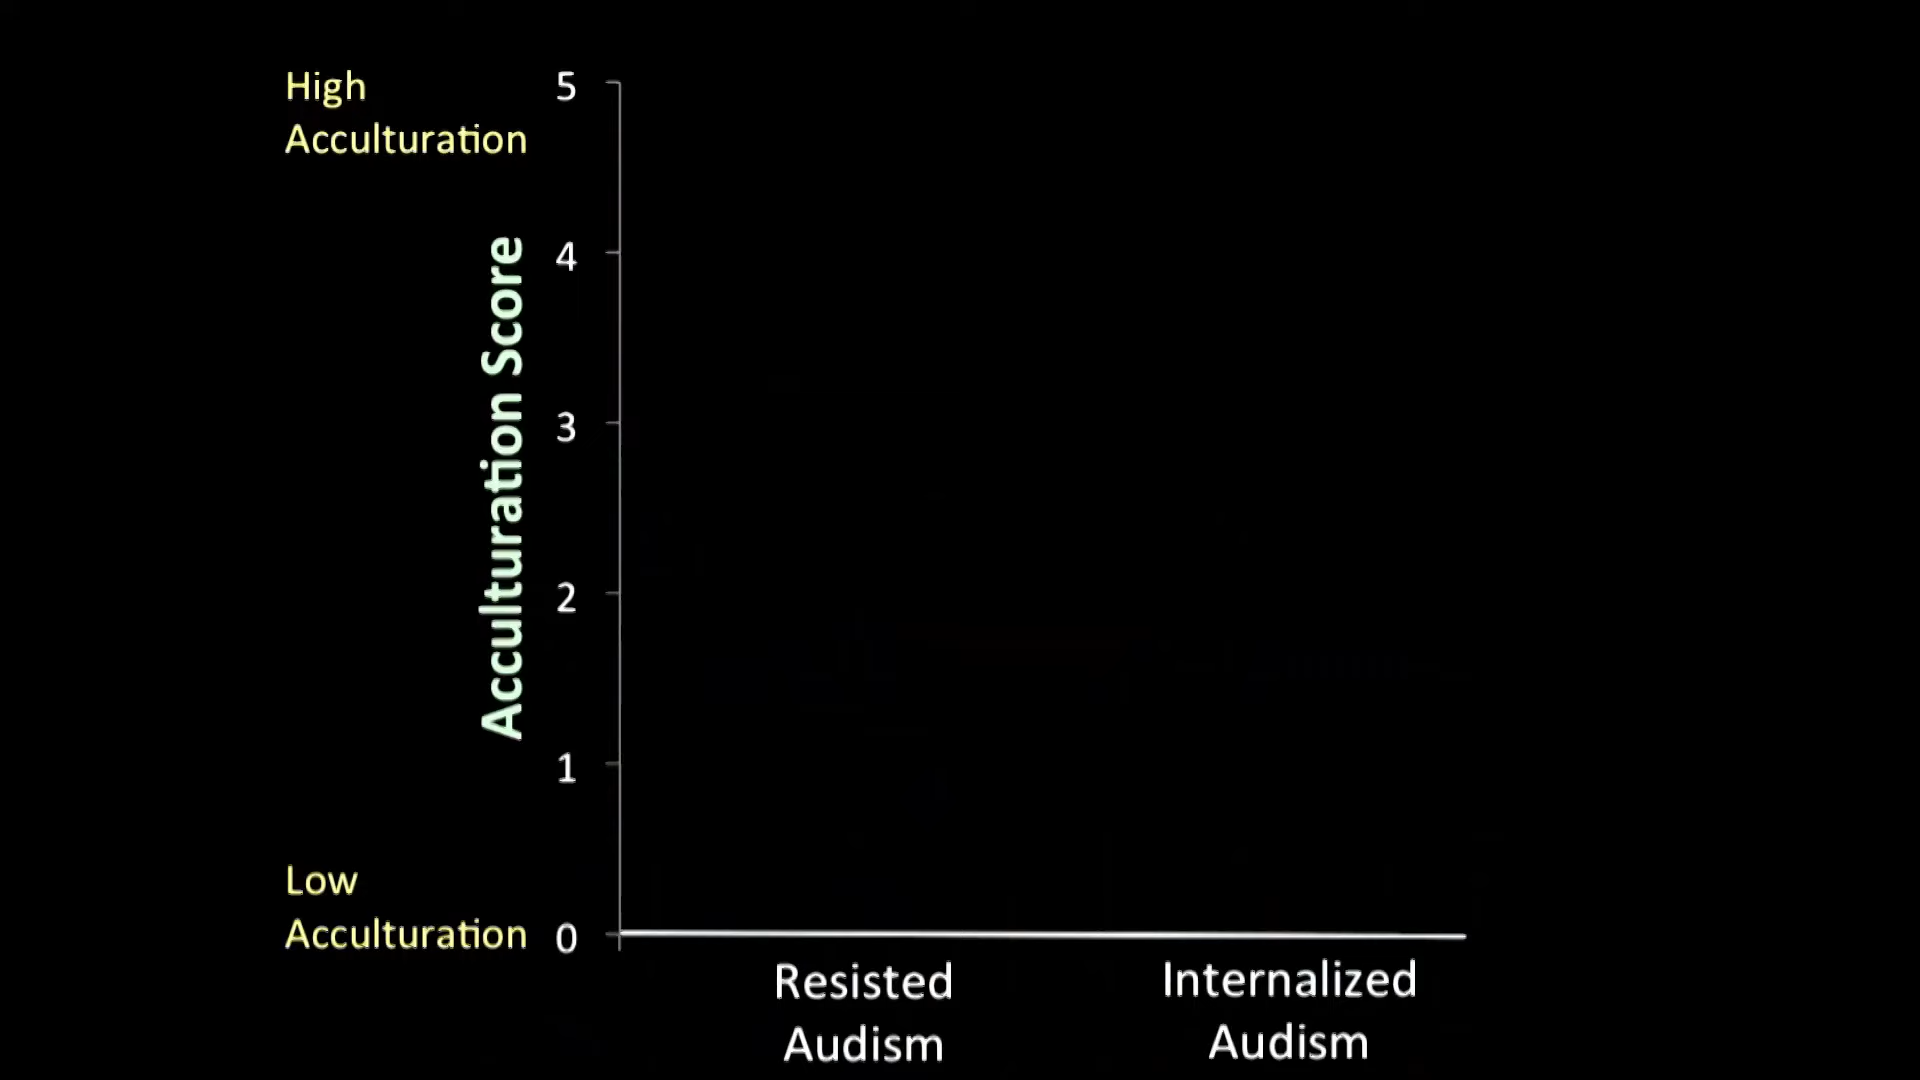 High
Acculturation
5
4
3
2
1
0
Acculturation Score
Low
Acculturation
Resisted
Audism
Internalized
Audism